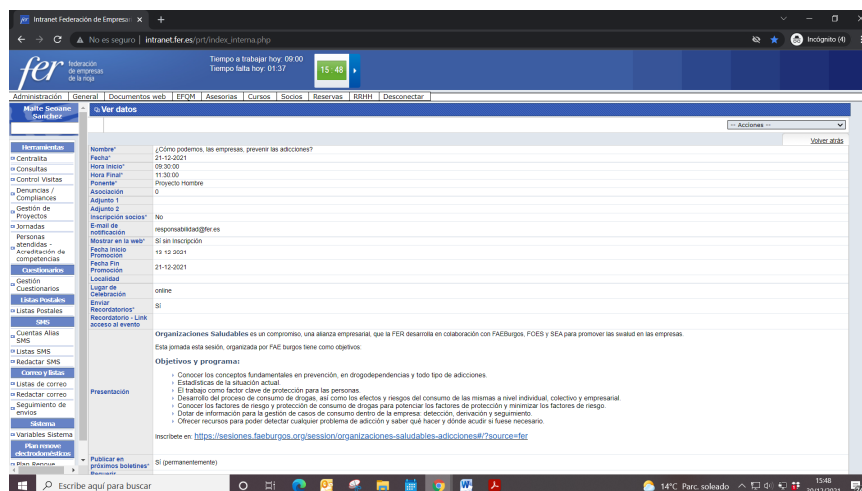 Intranet Federación de Empresari
No es seguro | intranet.fer.es/prt/index_interna.php
Incógnito (4)
fer federación de empresas de la rioja
Tiempo a trabajar hoy: 09:00
Tiempo falta hoy: 01:37
15:48
Administración General Documentos web EFQM Asesorias Cursos Socios Reservas RRHH Desconectar
Maite Seoane
Sanchez
Ver datos
-- Acciones --
Volver atrás
Herramientas
Centralita
Consultas
Control Visitas
Denuncias /
Compliances
Gestión de
Proyectos
Jornadas
Personas
atendidas -
Acreditación de
competencias
Cuestionarios
Gestión
Cuestionarios
Listas Postales
Listas Postales
SMS
Cuentas Alias
SMS
Listas SMS
Redactar SMS
Correo y listas
Listas de correo
Redactar correo
Seguimiento de
envios
Sistema
Variables Sistema
Plan renove
electrodomésticos
Plan Renove
Nombre* ¿Cómo podemos, las empresas, prevenir las adicciones?
Fecha* 21-12-2021
Hora Inicio* 09:30:00
Hora Final* 11:30:00
Ponente* Proyecto Hombre
Asociación 0
Adjunto 1
Adjunto 2
Inscripción socios* No
E-mail de
notificación responsabilidad@fer.es
Mostrar en la web* Sí sin Inscripción
Fecha Inicio
Promoción 13-12-2021
Fecha Fin
Promoción 21-12-2021
Localidad
Lugar de
Celebración online
Enviar
Recordatorios* Sí
Recordatorio - Link
acceso al evento
Presentación
Organizaciones Saludables es un compromiso, una alianza empresarial, que la FER desarrolla en colaboración con FAEBurgos, FOES y SEA para promover las swalud en las empresas.
Esta jornada esta sesión, organizada por FAE burgos tiene como objetivos:
Objetivos y programa:
Conocer los conceptos fundamentales en prevención, en drogodependencias y todo tipo de adicciones.
Estadísticas de la situación actual.
El trabajo como factor clave de protección para las personas.
Desarrollo del proceso de consumo de drogas, así como los efectos y riesgos del consumo de las mismas a nivel individual, colectivo y empresarial.
Conocer los factores de riesgo y protección de consumo de drogas para potenciar los factores de protección y minimizar los factores de riesgo.
Dotar de información para la gestión de casos de consumo dentro de la empresa: detección, derivación y seguimiento.
Ofrecer recursos para poder detectar cualquier problema de adicción y saber qué hacer y dónde acudir si fuese necesario.
Inscríbete en: https://sesiones.faeburgos.org/session/organizaciones-saludables-adicciones#/?source=fer
Publicar en
próximos boletines* Sí (permanentemente)
Requerir
Escribe aquí para buscar
14°C Parc. soleado
15:48
20/12/2021